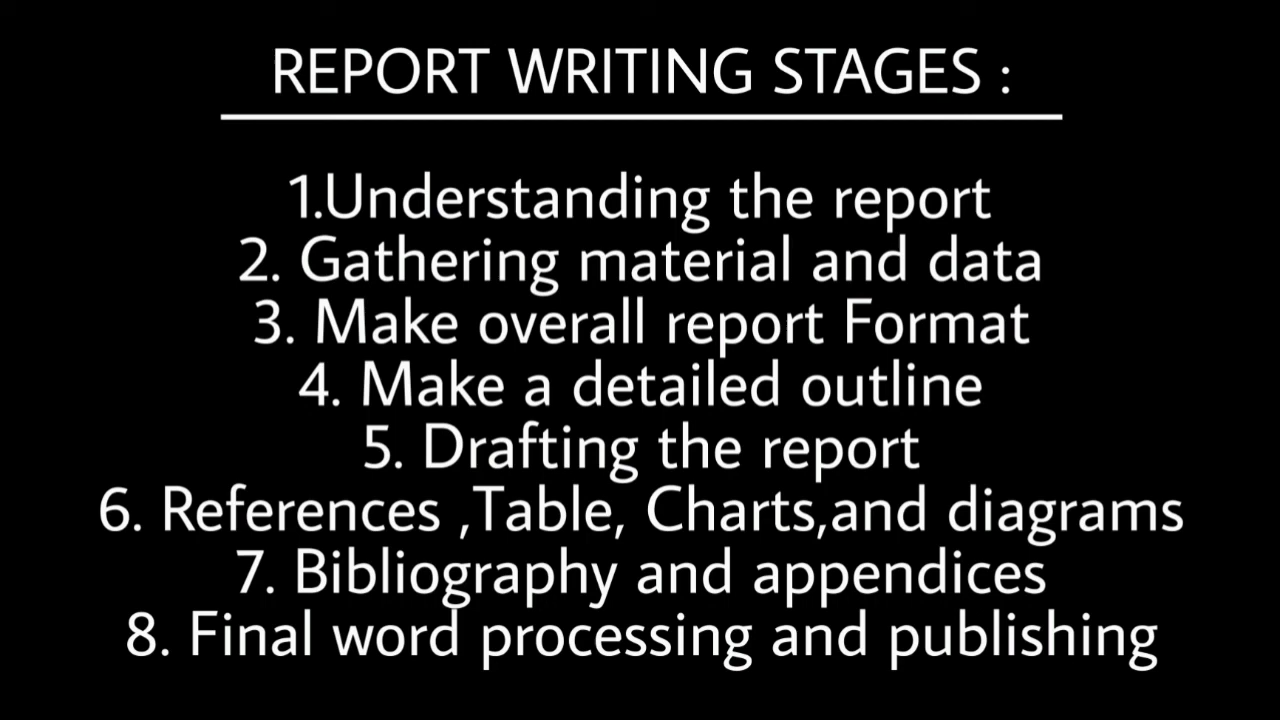 REPORT WRITING STAGES :
1.Understanding the report
2. Gathering material and data
3. Make overall report Format
4. Make a detailed outline
5. Drafting the report
6. References ,Table, Charts,and diagrams
7. Bibliography and appendices
8. Final word processing and publishing